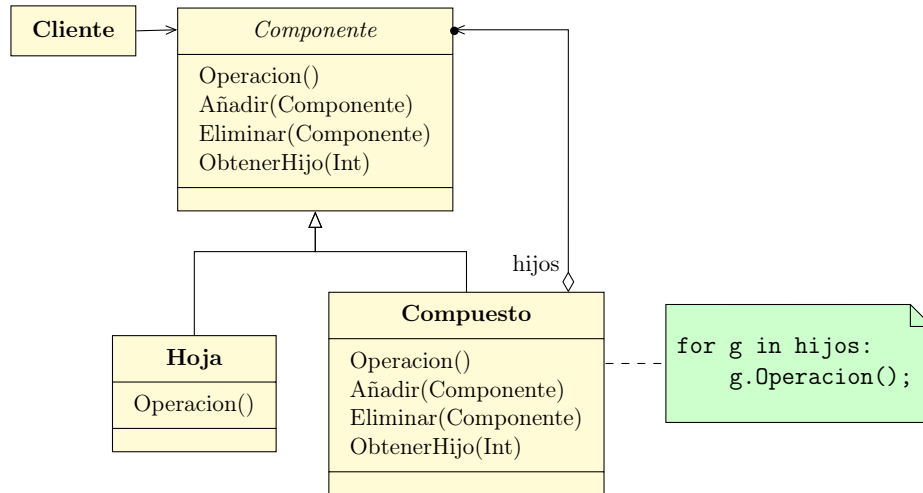 Cliente
Componente
Operacion()
Añadir(Componente)
Eliminar(Componente)
ObtenerHijo(Int)
hijos
Hoja
Operacion()
Compuesto
Operacion()
Añadir(Componente)
Eliminar(Componente)
ObtenerHijo(Int)
for g in hijos:
    g.Operacion();